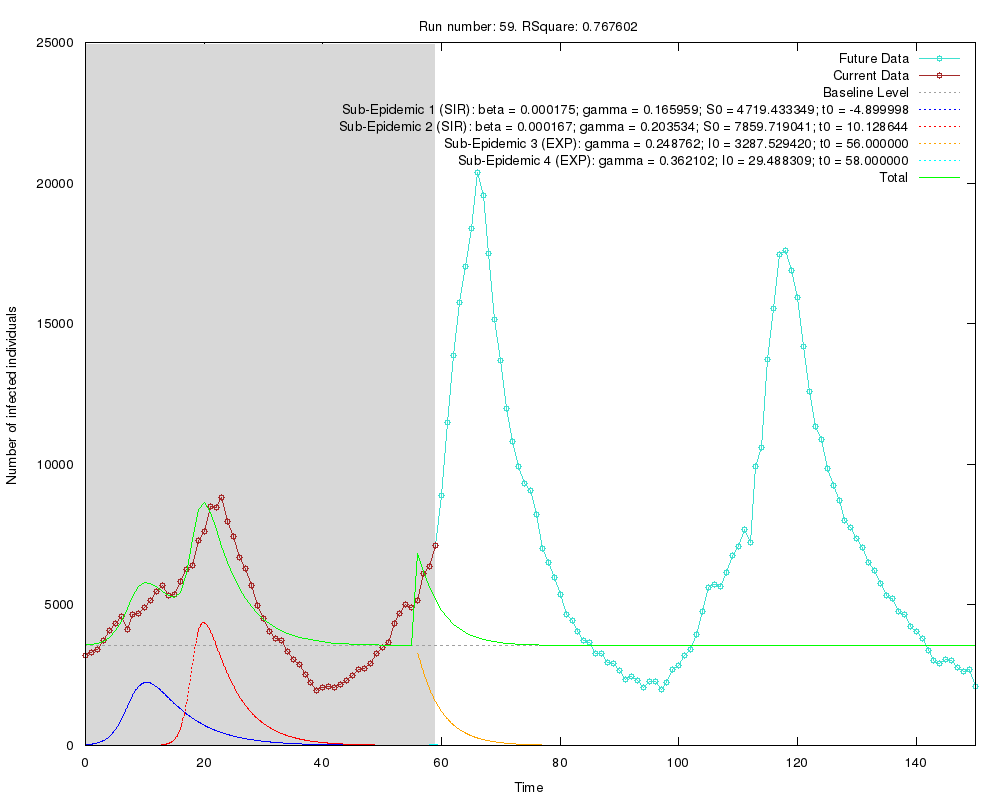 Run number: 59. RSquare: 0.767602
25000
20000
15000
10000
5000
0
Number of infected individuals
Future Data
Current Data
Baseline Level
Sub-Epidemic 1 (SIR): beta = 0.000175; gamma = 0.165959; S0 = 4719.433349; t0 = -4.899998
Sub-Epidemic 2 (SIR): beta = 0.000167; gamma = 0.203534; S0 = 7859.719041; t0 = 10.128644
Sub-Epidemic 3 (EXP): gamma = 0.248762; I0 = 3287.529420; t0 = 56.000000
Sub-Epidemic 4 (EXP): gamma = 0.362102; I0 = 29.488309; t0 = 58.000000
Total
0 20 40 60 80 100 120 140
Time